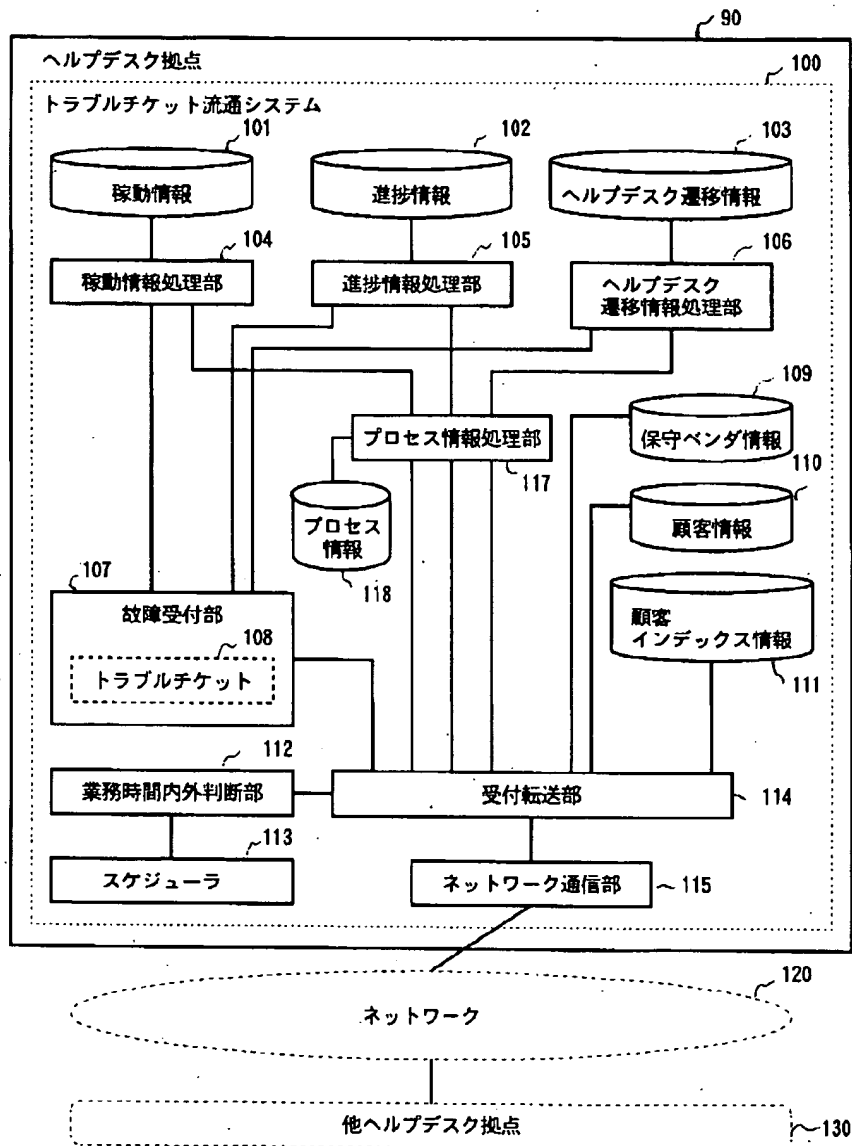 90
ヘルプデスク拠点
100
トラブルチケット流通システム
101
102
103
稼動情報
進捗情報
ヘルプデスク遷移情報
104
105
106
稼動情報処理部
進捗情報処理部
ヘルプデスク
遷移情報処理部
109
プロセス情報処理部
保守ベンダ情報
117
110
プロセス
情報
顧客情報
118
107
故障受付部
顧客
インデックス情報
108
トラブルチケット
111
112
業務時間内外判断部
受付転送部
114
113
スケジューラ
ネットワーク通信部
115
120
ネットワーク
他ヘルプデスク拠点
130